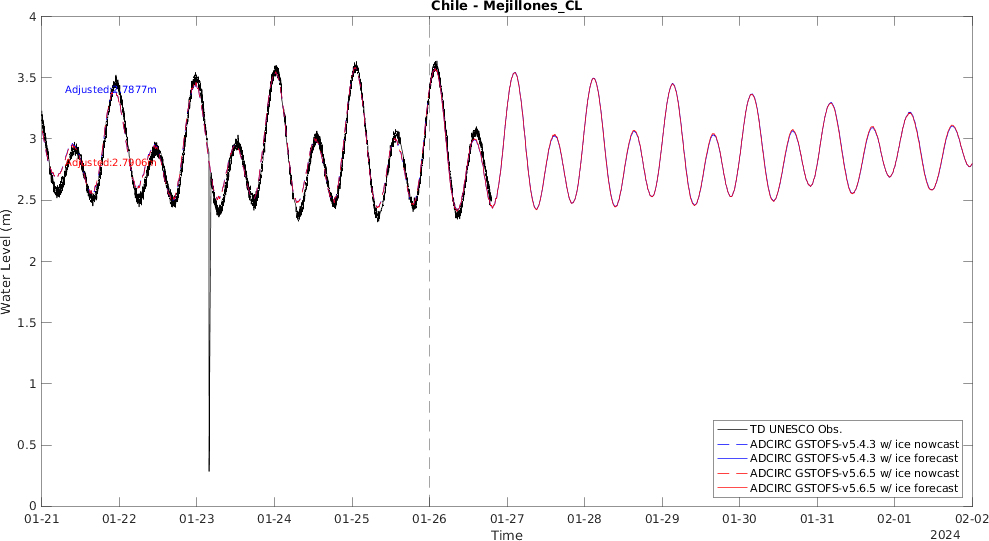 Chile - Mejillones_CL
4
3.5
3
2.5
2
1.5
1
0.5
0
Water Level (m)
Adjusted:2.7877m
Adjusted:2.7906m
TD UNESCO Obs.
ADCIRC GSTOFS-v5.4.3 w/ ice nowcast
ADCIRC GSTOFS-v5.4.3 w/ ice forecast
ADCIRC GSTOFS-v5.6.5 w/ ice nowcast
ADCIRC GSTOFS-v5.6.5 w/ ice forecast
01-21 01-22 01-23 01-24 01-25 01-26 01-27 01-28 01-29 01-30 01-31 02-01 02-02
Time
2024